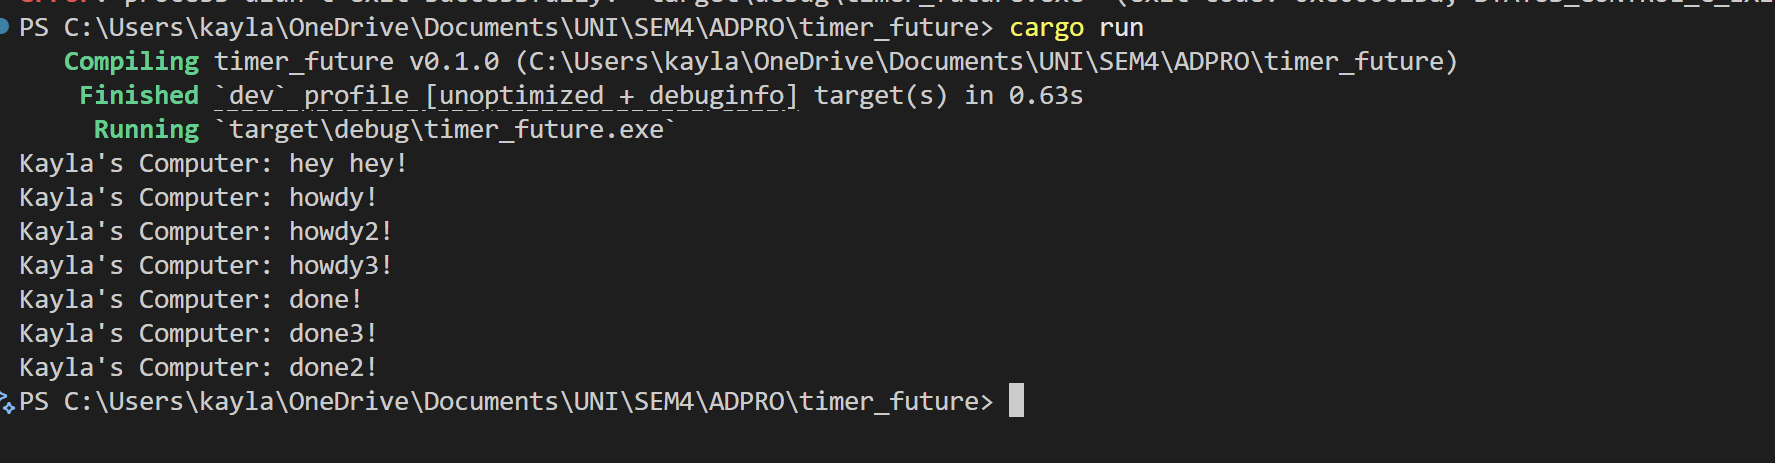 PS C:\Users\kayla\OneDrive\Documents\UNI\SEM4\ADPRO\timer_future> cargo run
Compiling timer_future v0.1.0 (C:\Users\kayla\OneDrive\Documents\UNI\SEM4\ADPRO\timer_future)
Finished `dev` profile [unoptimized + debuginfo] target(s) in 0.63s
Running `target\debug\timer_future.exe`
Kayla's Computer: hey hey!
Kayla's Computer: howdy!
Kayla's Computer: howdy2!
Kayla's Computer: howdy3!
Kayla's Computer: done!
Kayla's Computer: done3!
Kayla's Computer: done2!
PS C:\Users\kayla\OneDrive\Documents\UNI\SEM4\ADPRO\timer_future>